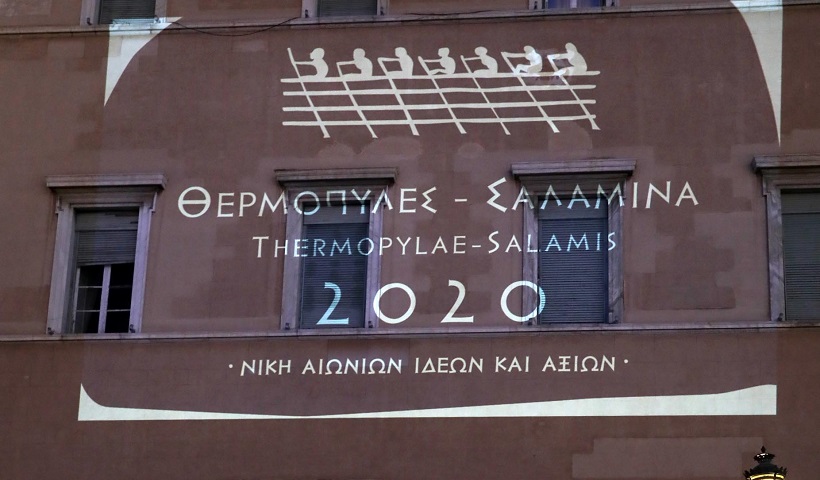 ΘΕΡΜΟΠΥΛΕΣ - ΣΑΛΑΜΙΝΑ
THERMOPYLAE-SALAMIS
2020
· ΝΙΚΗ ΑΙΩΝΙΩΝ ΙΔΕΩΝ ΚΑΙ ΑΞΙΩΝ ·